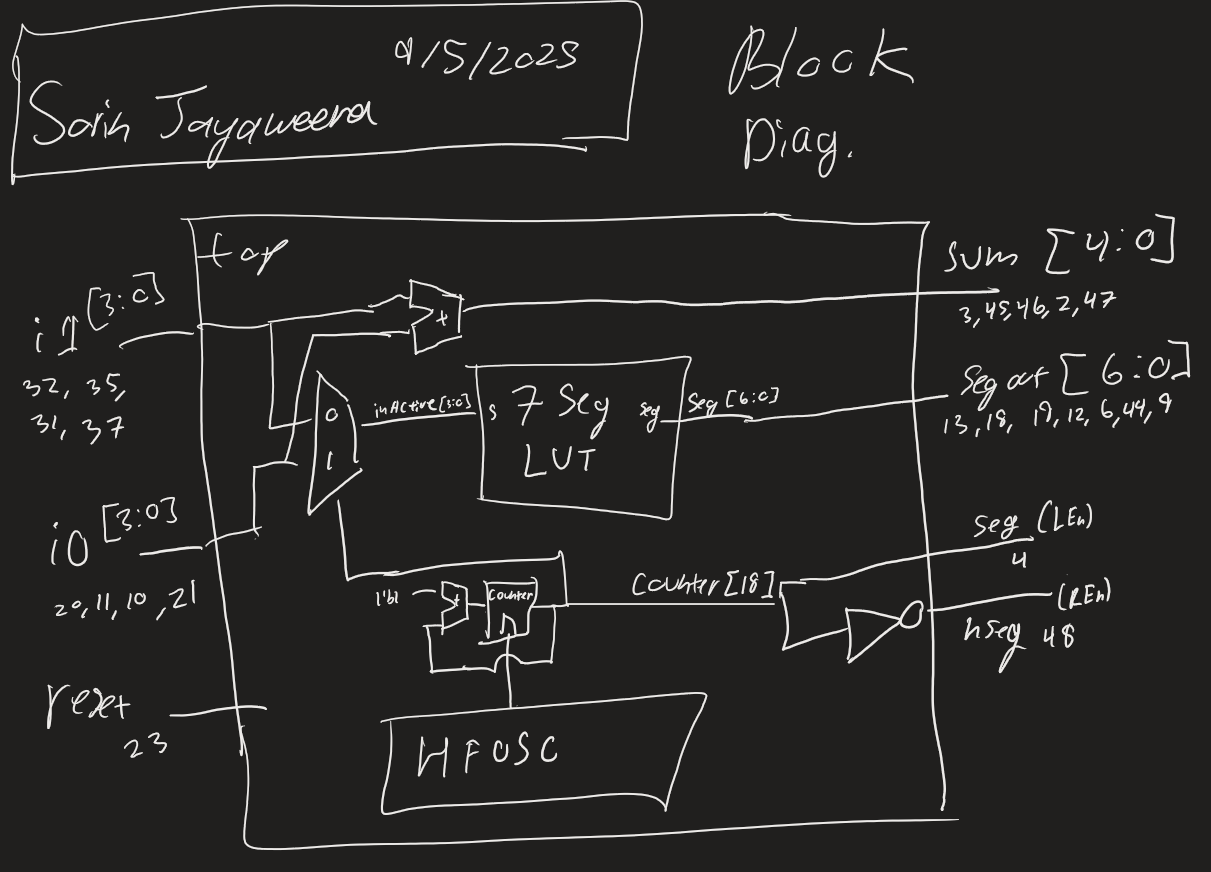 9/5/2025
Sarin Jayaweera
Block
Diag.
top
i1[3:0]
32, 35,
31, 37
i0[3:0]
20, 11, 10, 21
reset
23
+
0
1
inActive[3:0]
s
7 Seg
LUT
seg
Seg[6:0]
1'b1
+
Counter
HFOSC
Counter[18]
sum [4:0]
3, 45, 46, 2, 47
Seg out [6:0]
13, 18, 19, 12, 6, 44, 9
seg (LEn)
4
(REn)
nseg 48